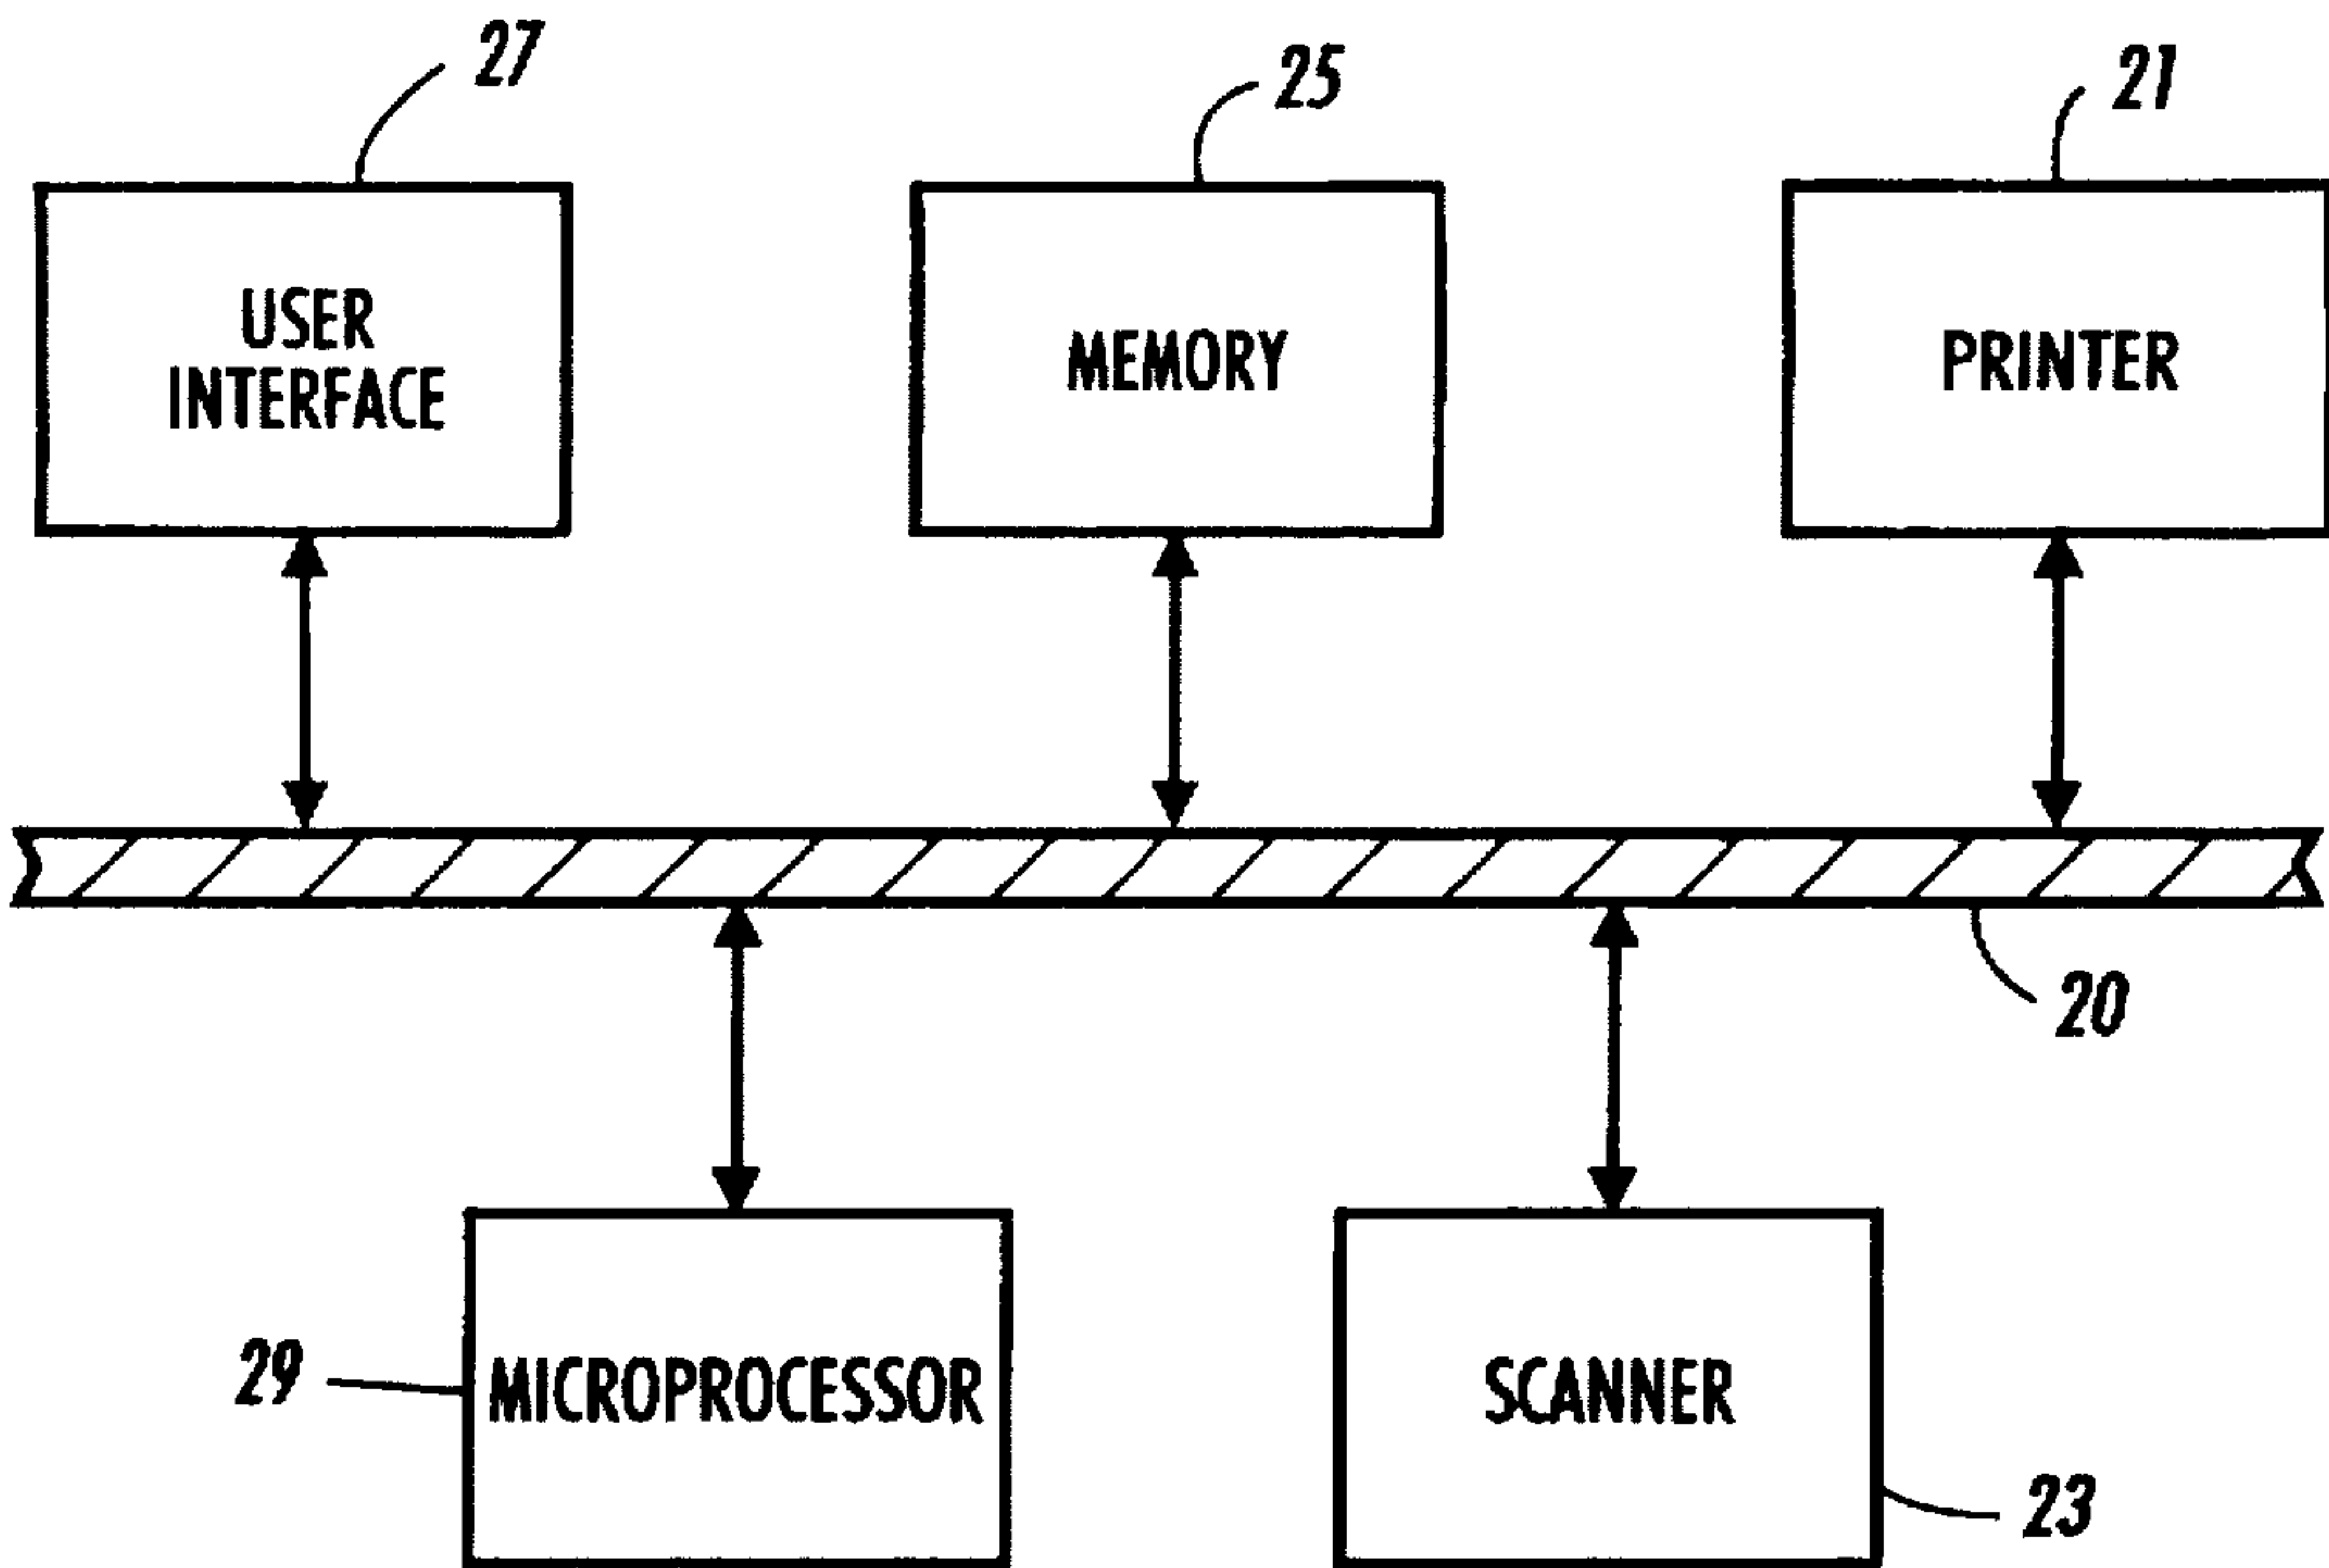 27
25
21
USER
INTERFACE
MEMORY
PRINTER
20
29
MICROPROCESSOR
SCANNER
23